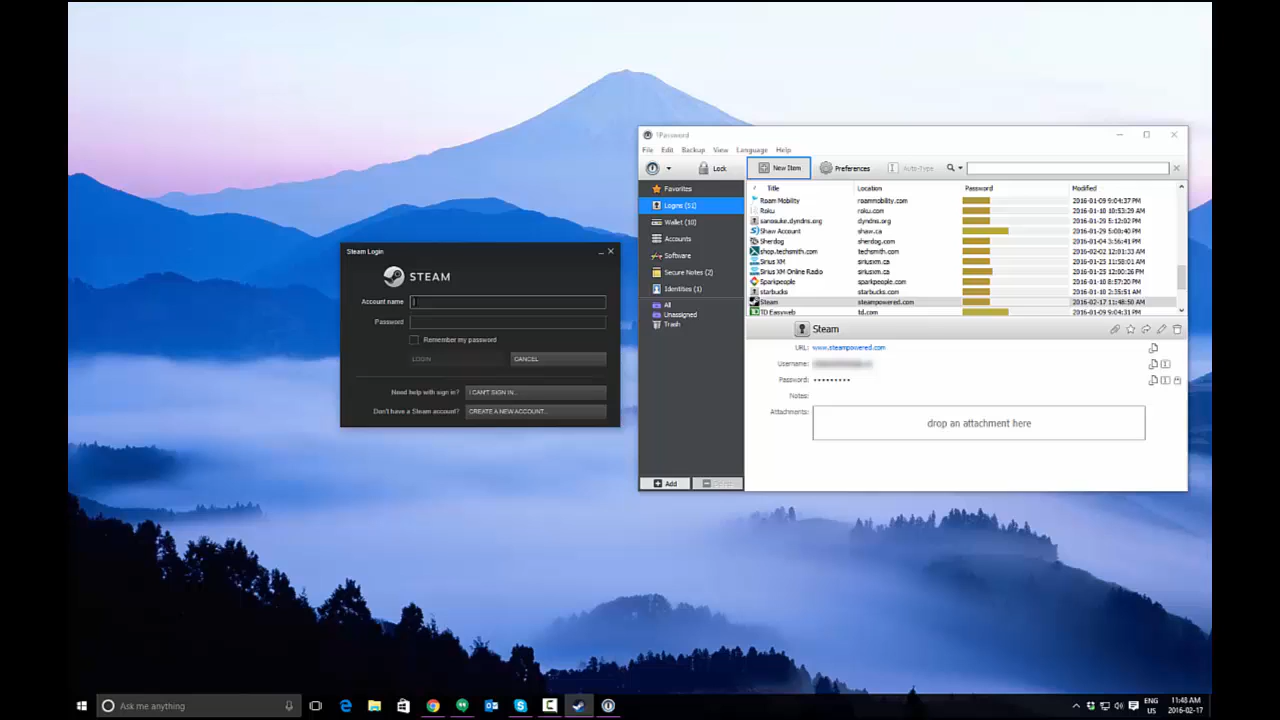 1Password
File Edit Backup View Language Help
Lock New Item Preferences Auto-Type
Favorites
Logins (51)
Wallet (10)
Accounts
Software
Secure Notes (2)
Identities (1)
All
Unassigned
Trash
Add
Title Location Password Modified
Roam Mobility roammobility.com 2016-01-09 9:04:37 PM
Roku roku.com 2016-01-10 10:53:29 AM
sanosuke.dyndns.org dyndns.org 2016-01-29 5:12:02 PM
Shaw Account shaw.ca 2016-01-29 5:00:40 PM
Sherdog sherdog.com 2016-01-04 3:56:41 PM
shop.techsmith.com techsmith.com 2016-02-02 12:01:33 AM
Sirius XM siriusxm.ca 2016-01-25 11:58:01 AM
Sirius XM Online Radio siriusxm.ca 2016-01-25 12:00:26 PM
Sparkpeople sparkpeople.com 2016-01-10 8:57:20 PM
starbucks starbucks.com 2016-01-10 2:35:51 AM
Steam steampowered.com 2016-02-17 11:48:50 AM
TD Easyweb td.com 2016-01-09 9:04:31 PM
Steam
URL: www.steampowered.com
Username:
Password: •••••••••
Notes:
Attachments:
drop an attachment here
Steam Login
STEAM
Account name
Password
Remember my password
LOGIN CANCEL
Need help with sign in? I CAN'T SIGN IN...
Don't have a Steam account? CREATE A NEW ACCOUNT...
Ask me anything
ENG
US
11:48 AM
2016-02-17